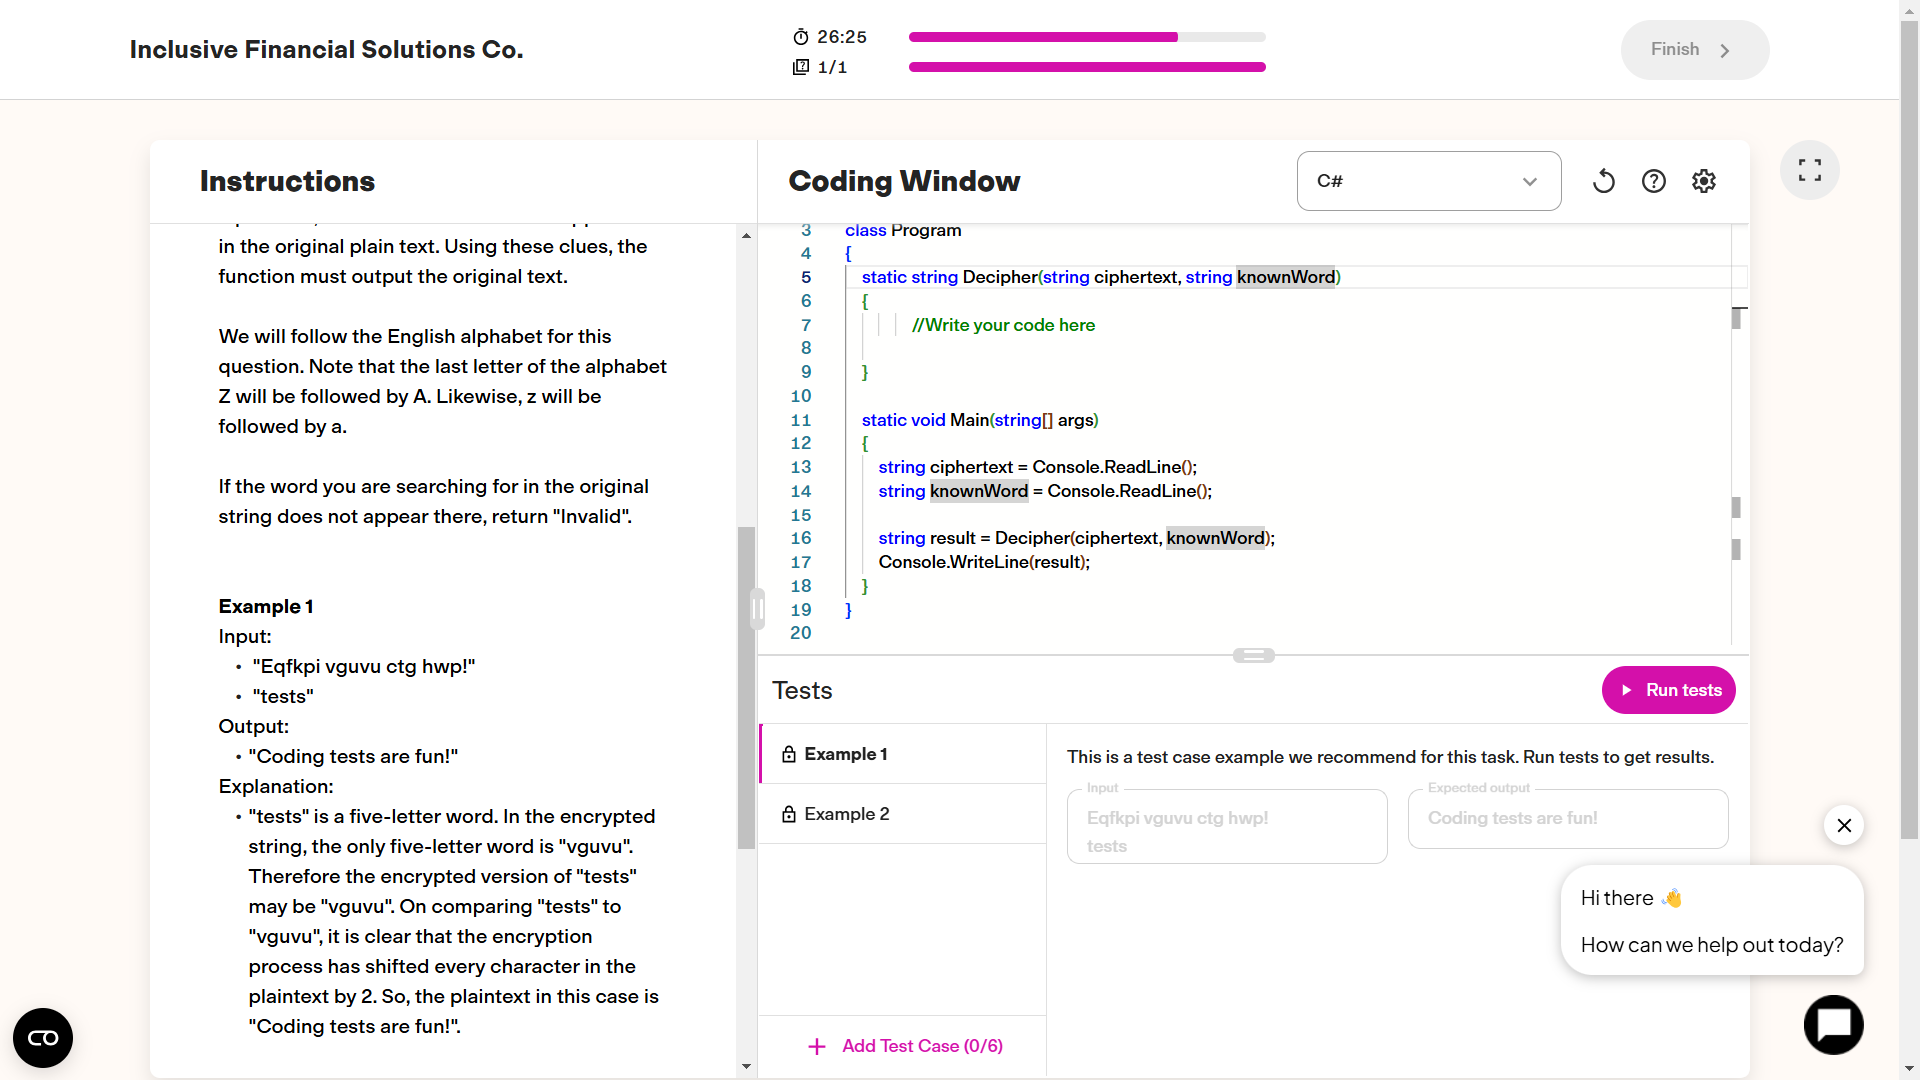 Inclusive Financial Solutions Co.
26:25
1/1
Finish
Instructions
in the original plain text. Using these clues, the
function must output the original text.
We will follow the English alphabet for this
question. Note that the last letter of the alphabet
Z will be followed by A. Likewise, z will be
followed by a.
If the word you are searching for in the original
string does not appear there, return "Invalid".
Example 1
Input:
• "Eqfkpi vguvu ctg hwp!"
• "tests"
Output:
• "Coding tests are fun!"
Explanation:
• "tests" is a five-letter word. In the encrypted
string, the only five-letter word is "vguvu".
Therefore the encrypted version of "tests"
may be "vguvu". On comparing "tests" to
"vguvu", it is clear that the encryption
process has shifted every character in the
plaintext by 2. So, the plaintext in this case is
"Coding tests are fun!".
Coding Window
C#
3 class Program
4 {
5 static string Decipher(string ciphertext, string knownWord)
6 {
7 //Write your code here
8
9 }
10
11 static void Main(string[] args)
12 {
13 string ciphertext = Console.ReadLine();
14 string knownWord = Console.ReadLine();
15
16 string result = Decipher(ciphertext, knownWord);
17 Console.WriteLine(result);
18 }
19 }
20
Tests
Run tests
Example 1
Example 2
Add Test Case (0/6)
This is a test case example we recommend for this task. Run tests to get results.
Input
Eqfkpi vguvu ctg hwp!
tests
Expected output
Coding tests are fun!
Hi there 👋
How can we help out today?